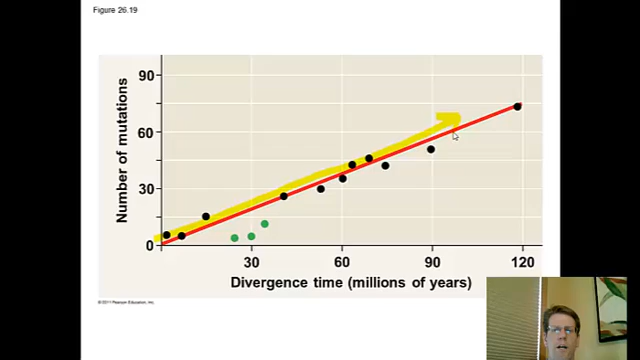 Figure 26.19
Number of mutations
90
60
30
0
30
60
90
120
Divergence time (millions of years)
© 2011 Pearson Education, Inc.